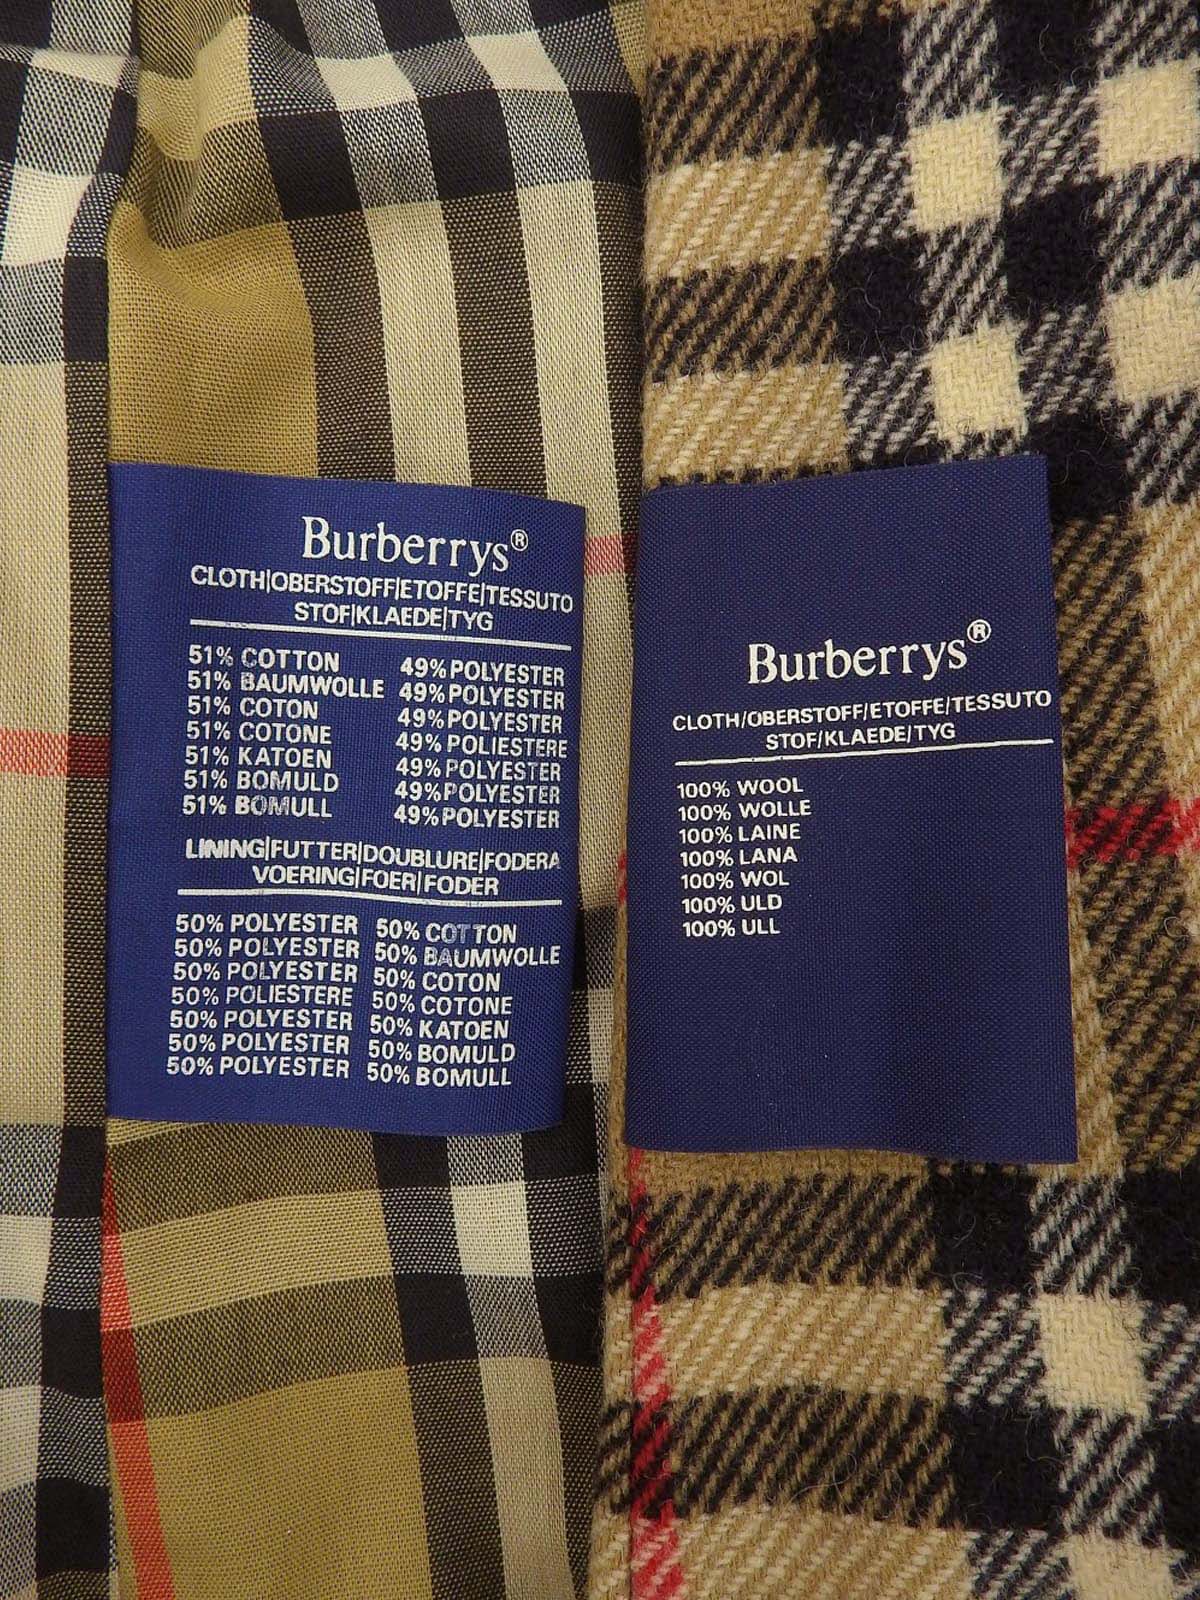 Burberrys®
CLOTH|OBERSTOFF|ETOFFE|TESSUTO
STOF|KLAEDE|TYG
51% COTTON 49% POLYESTER
51% BAUMWOLLE 49% POLYESTER
51% COTON 49% POLYESTER
51% COTONE 49% POLIESTERE
51% KATOEN 49% POLYESTER
51% BOMULD 49% POLYESTER
51% BOMULL 49% POLYESTER
LINING|FUTTER|DOUBLURE|FODERA
VOERING|FOER|FODER
50% POLYESTER 50% COTTON
50% POLYESTER 50% BAUMWOLLE
50% POLYESTER 50% COTON
50% POLIESTERE 50% COTONE
50% POLYESTER 50% KATOEN
50% POLYESTER 50% BOMULD
50% POLYESTER 50% BOMULL
Burberrys®
CLOTH/OBERSTOFF/ETOFFE/TESSUTO
STOF/KLAEDE/TYG
100% WOOL
100% WOLLE
100% LAINE
100% LANA
100% WOL
100% ULD
100% ULL